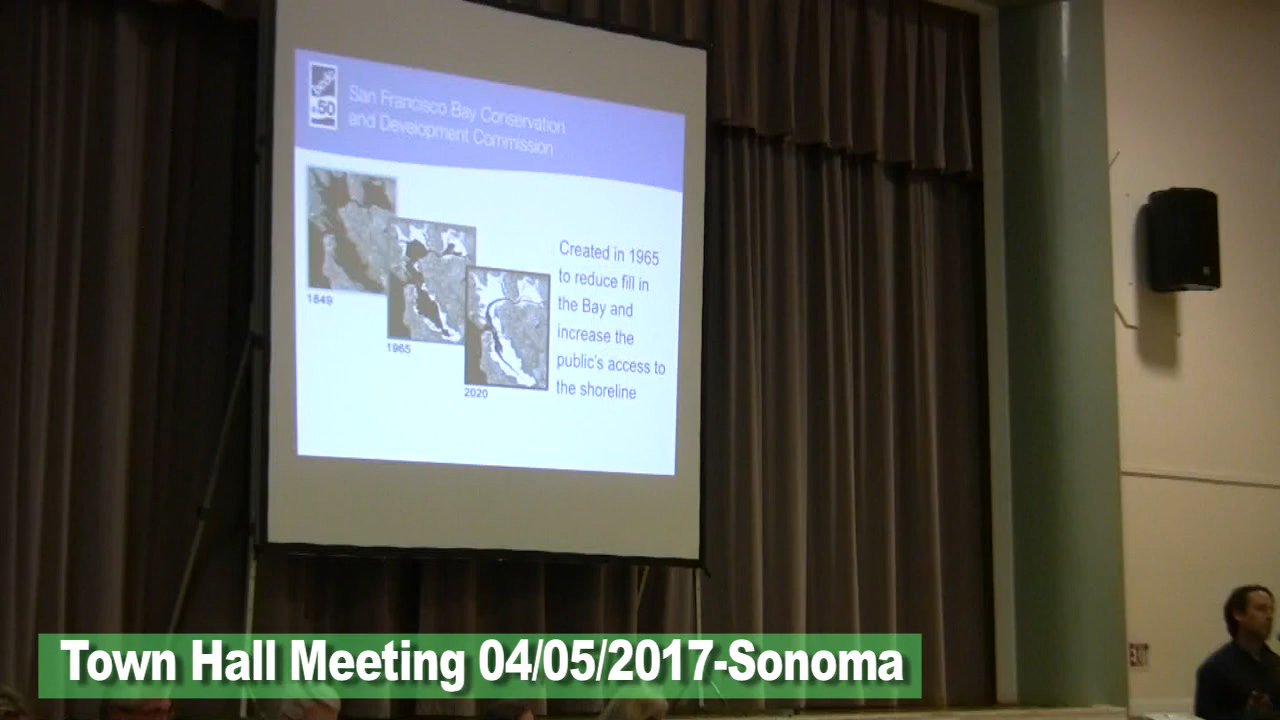 San Francisco Bay Conservation
and Development Commission
50
1849
1965
2020
Created in 1965
to reduce fill in
the Bay and
increase the
public's access to
the shoreline
EXIT
Town Hall Meeting 04/05/2017-Sonoma